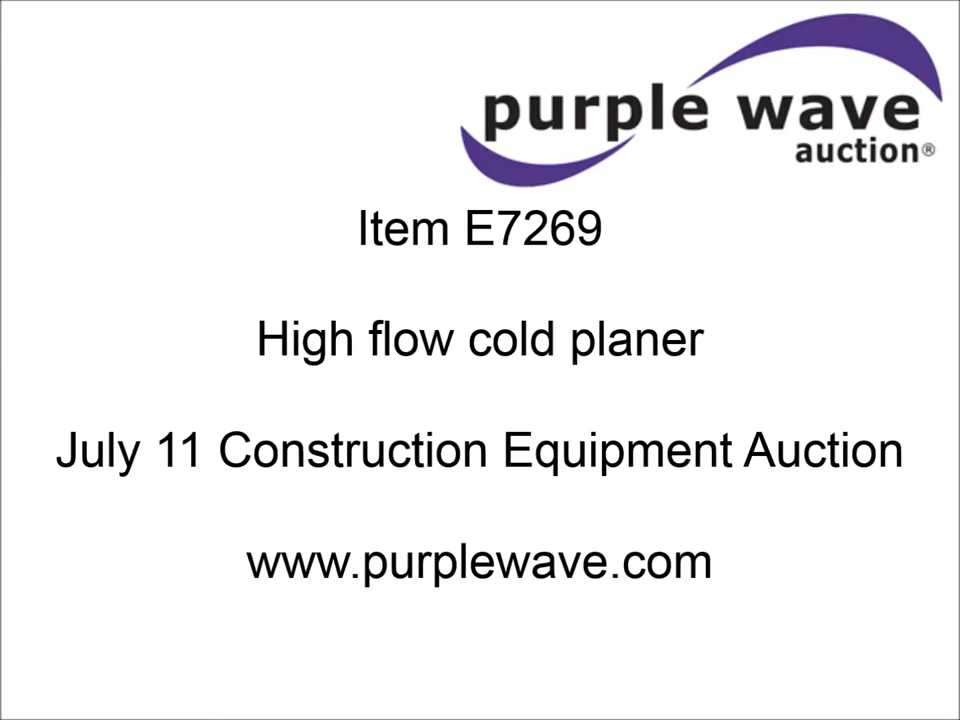 purple wave
auction®
Item E7269
High flow cold planer
July 11 Construction Equipment Auction
www.purplewave.com